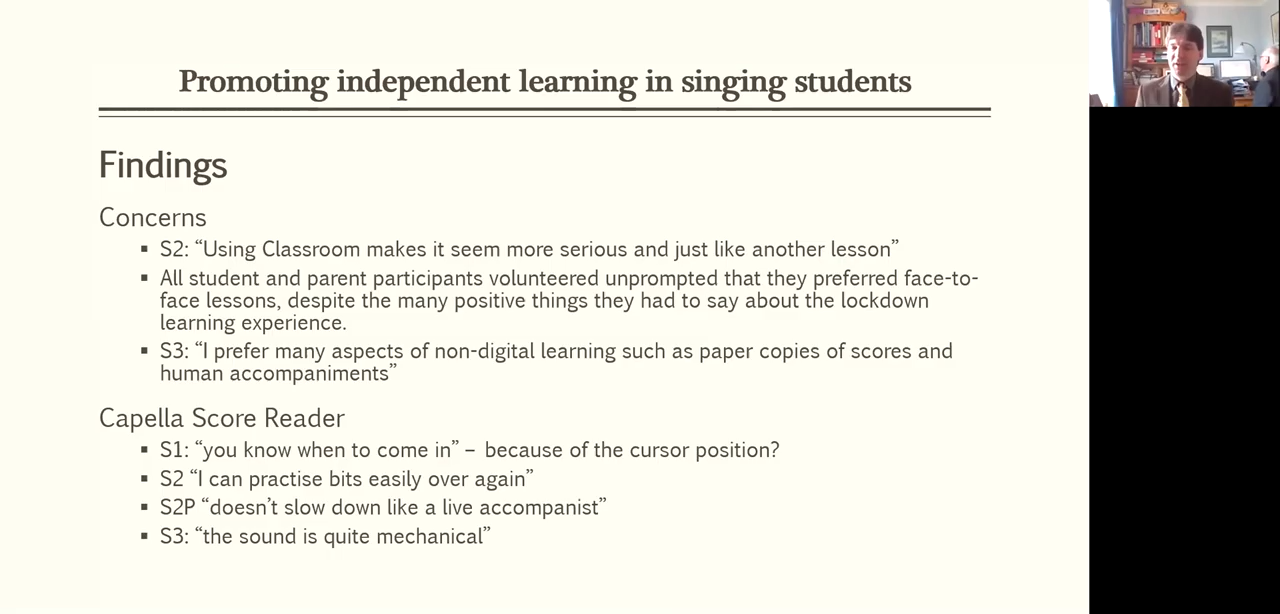 Promoting independent learning in singing students
Findings
Concerns
▪ S2: “Using Classroom makes it seem more serious and just like another lesson”
▪ All student and parent participants volunteered unprompted that they preferred face-to-
face lessons, despite the many positive things they had to say about the lockdown
learning experience.
▪ S3: “I prefer many aspects of non-digital learning such as paper copies of scores and
human accompaniments”
Capella Score Reader
▪ S1: “you know when to come in” – because of the cursor position?
▪ S2 “I can practise bits easily over again”
▪ S2P “doesn’t slow down like a live accompanist”
▪ S3: “the sound is quite mechanical”